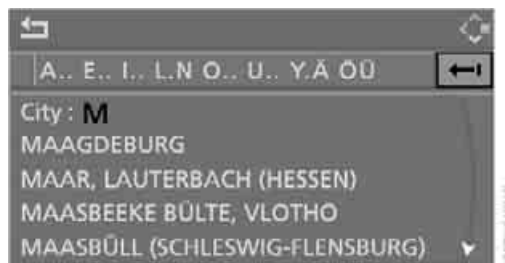 A.. E.. I.. L.N O.. U.. Y.Ä ÖÜ
City : M
MAAGDEBURG
MAAR, LAUTERBACH (HESSEN)
MAASBEEKE BÜLTE, VLOTHO
MAASBÜLL (SCHLESWIG-FLENSBURG)